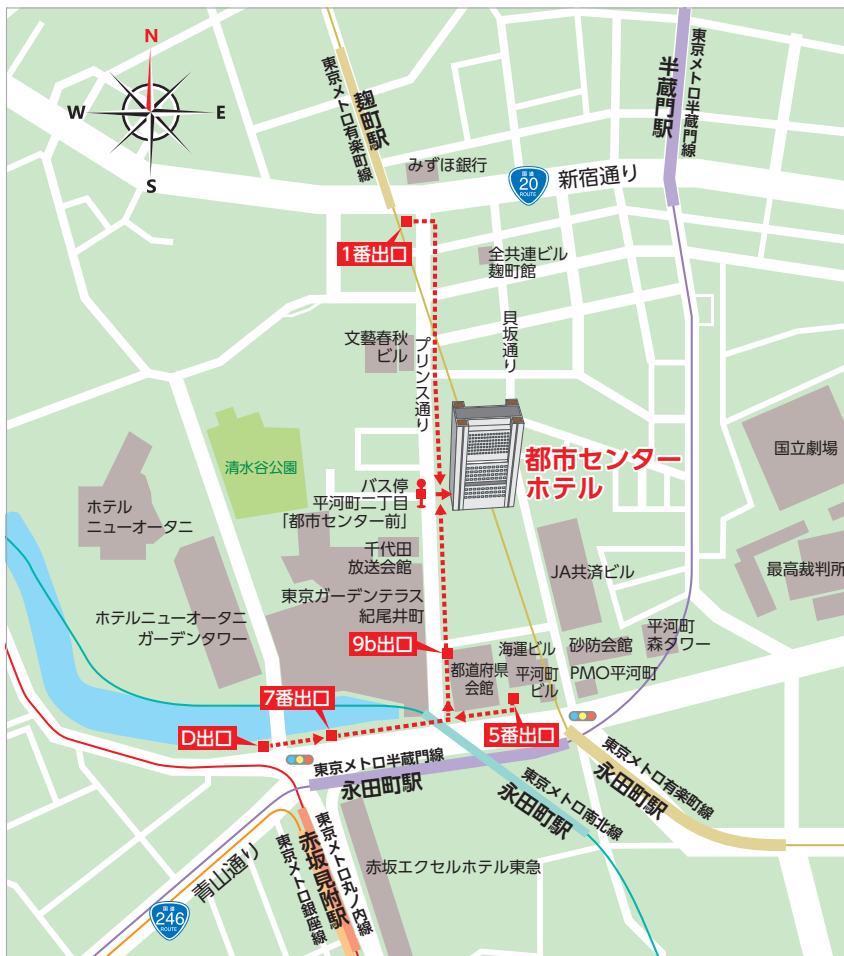 N
W
E
S
東京メトロ有楽町線
麹町駅
東京メトロ半蔵門線
半蔵門駅
みずほ銀行
国道
20
ROUTE
新宿通り
1番出口
全共連ビル
麹町館
文藝春秋
ビル
プリンス通り
貝坂通り
都市センター
ホテル
国立劇場
清水谷公園
バス停
平河町二丁目
「都市センター前」
ホテル
ニューオータニ
千代田
放送会館
JA共済ビル
最高裁判所
東京ガーデンテラス
紀尾井町
ホテルニューオータニ
ガーデンタワー
9b出口
海運ビル
砂防会館
平河町
森タワー
都道府県
会館
平河町
ビル
PMO平河町
7番出口
D出口
5番出口
東京メトロ半蔵門線
永田町駅
東京メトロ南北線
永田町駅
東京メトロ有楽町線
永田町駅
青山通り
国道
246
ROUTE
東京メトロ銀座線
赤坂見附駅
東京メトロ丸ノ内線
赤坂エクセルホテル東急